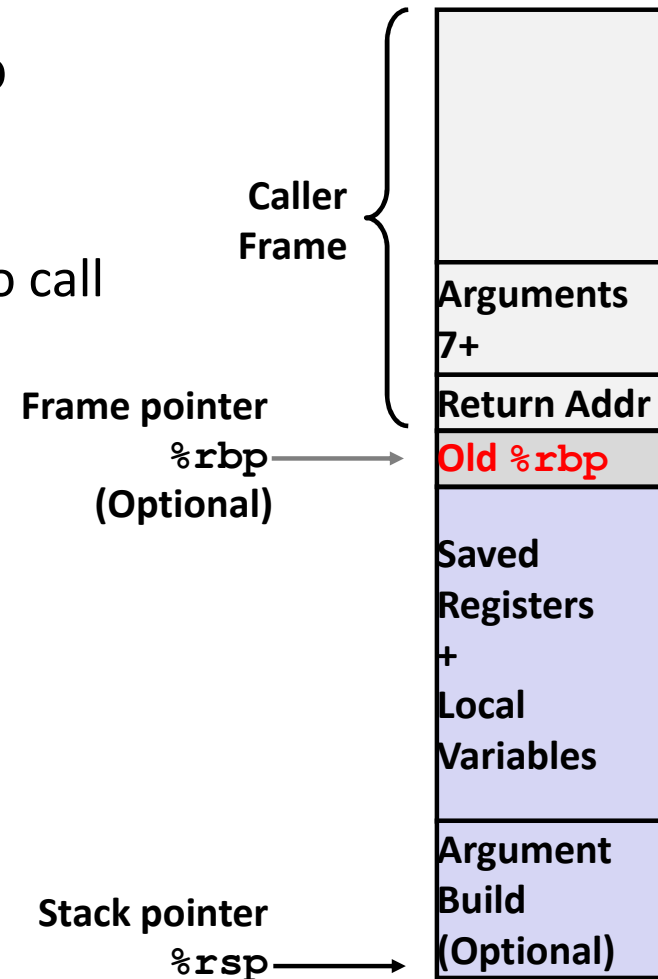 Caller
Frame
o call
Arguments
7+
Frame pointer
%rbp
(Optional)
Return Addr
Old %rbp
Saved
Registers
+
Local
Variables
Argument
Build
(Optional)
Stack pointer
%rsp